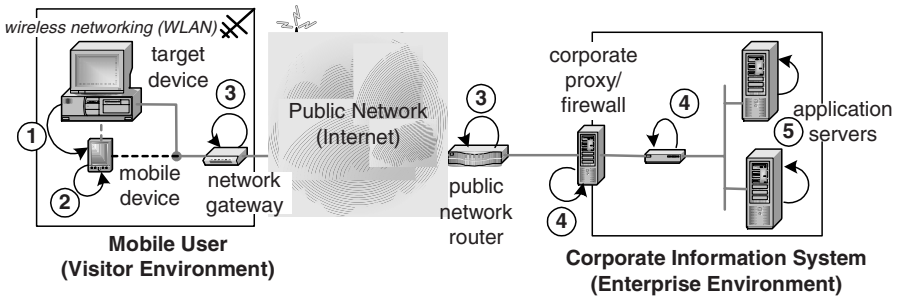 wireless networking (WLAN)
target
device
3
1
2
mobile
device
network
gateway
Mobile User
(Visitor Environment)
Public Network
(Internet)
3
public
network
router
corporate
proxy/
firewall
4
4
5
application
servers
Corporate Information System
(Enterprise Environment)